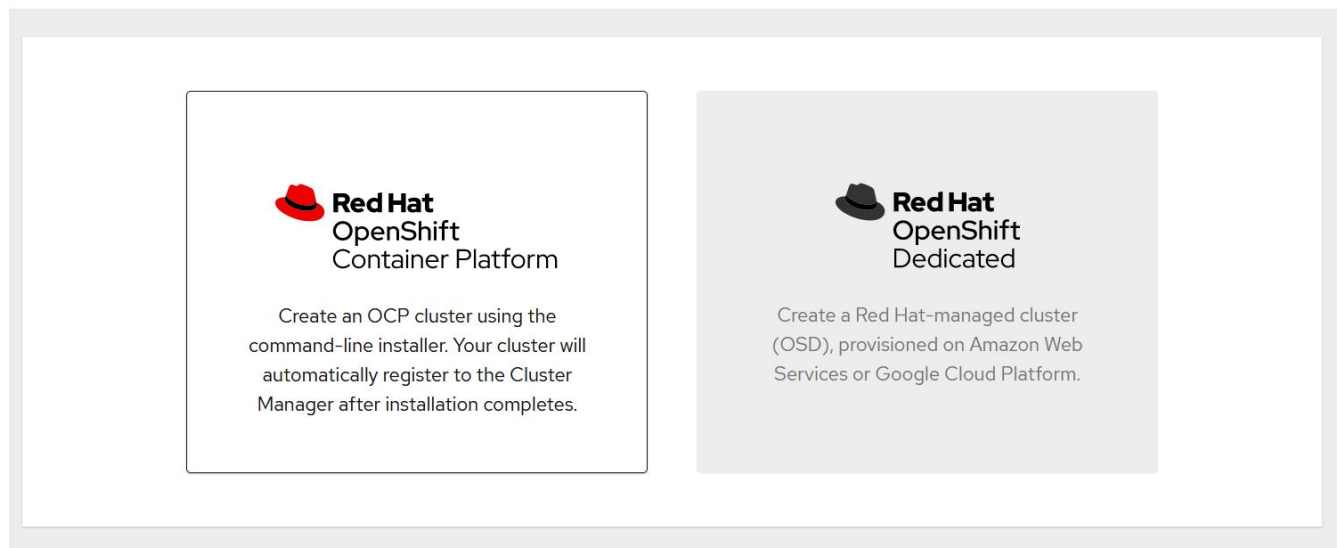 Red Hat
OpenShift
Container Platform
Create an OCP cluster using the
command-line installer. Your cluster will
automatically register to the Cluster
Manager after installation completes.
Red Hat
OpenShift
Dedicated
Create a Red Hat-managed cluster
(OSD), provisioned on Amazon Web
Services or Google Cloud Platform.